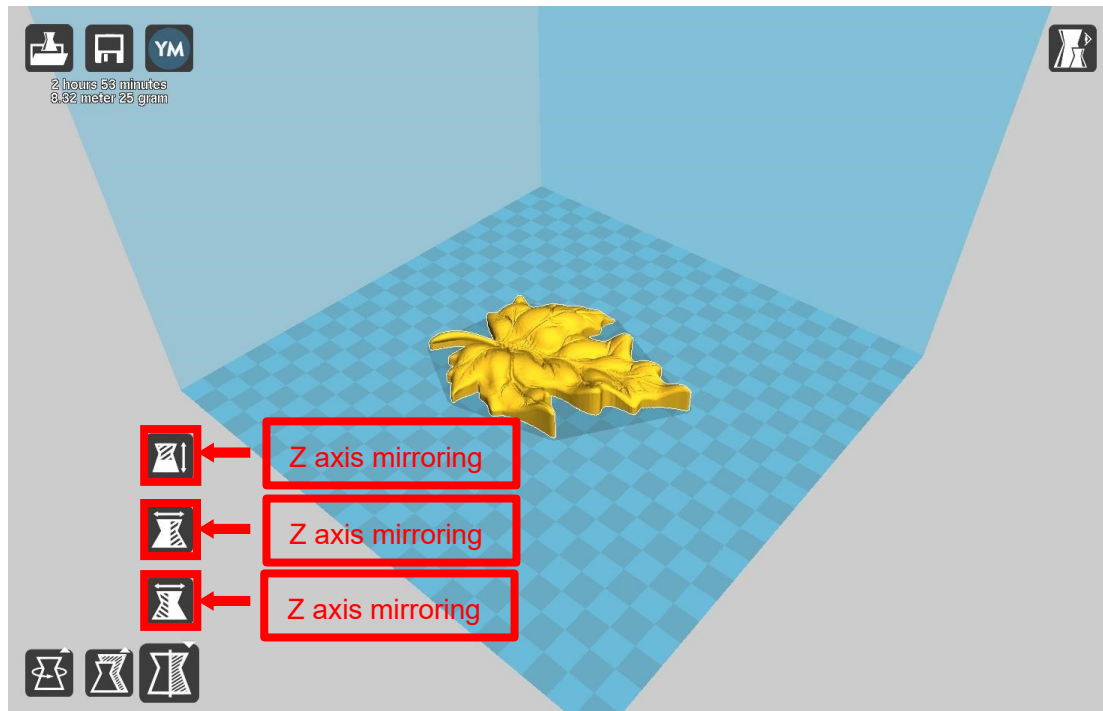 YM
2 hours 53 minutes
8.32 meter 25 gram
Z axis mirroring
Z axis mirroring
Z axis mirroring